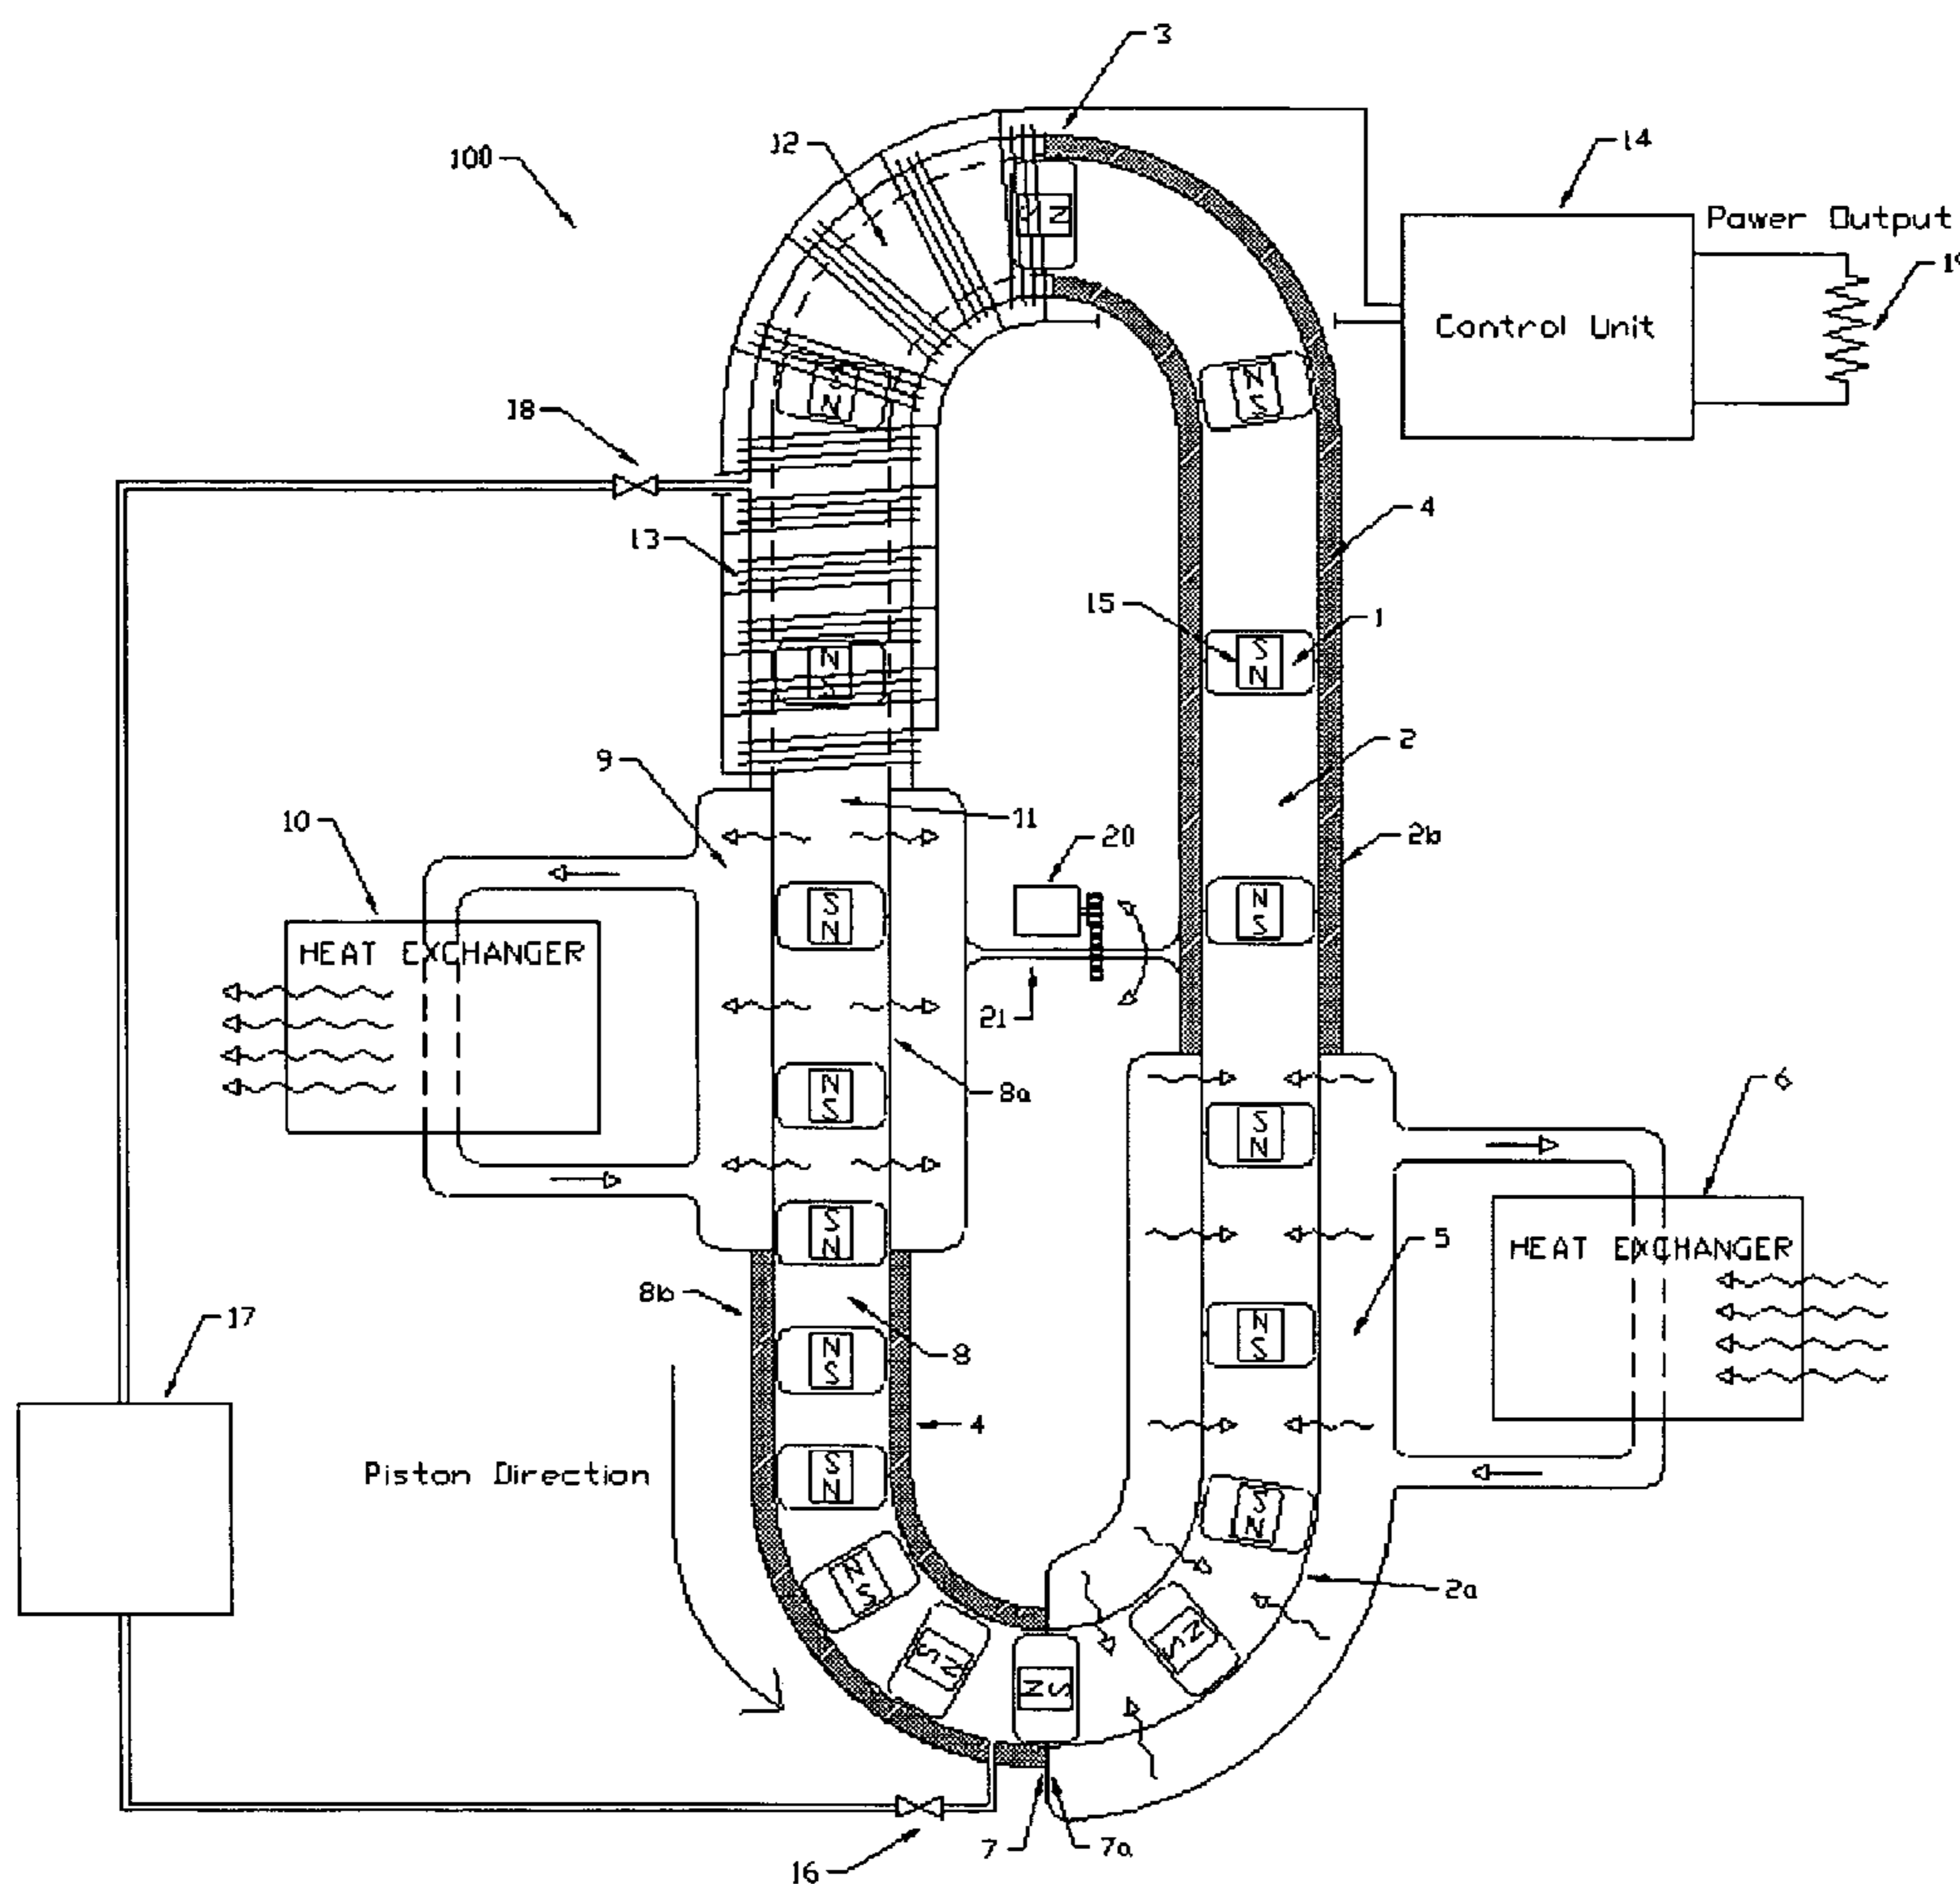 3
100
12
14
Power Output
19
Control Unit
18
4
13
15
1
2
9
11
10
20
2b
HEAT EXCHANGER
21
8a
6
5
HEAT EXCHANGER
8b
17
8
4
Piston Direction
2a
7
7a
16
N
S
N
S
N
S
N
S
N
S
N
S
N
S
N
S
N
S
N
S
N
S
N
S
N
S
N
S